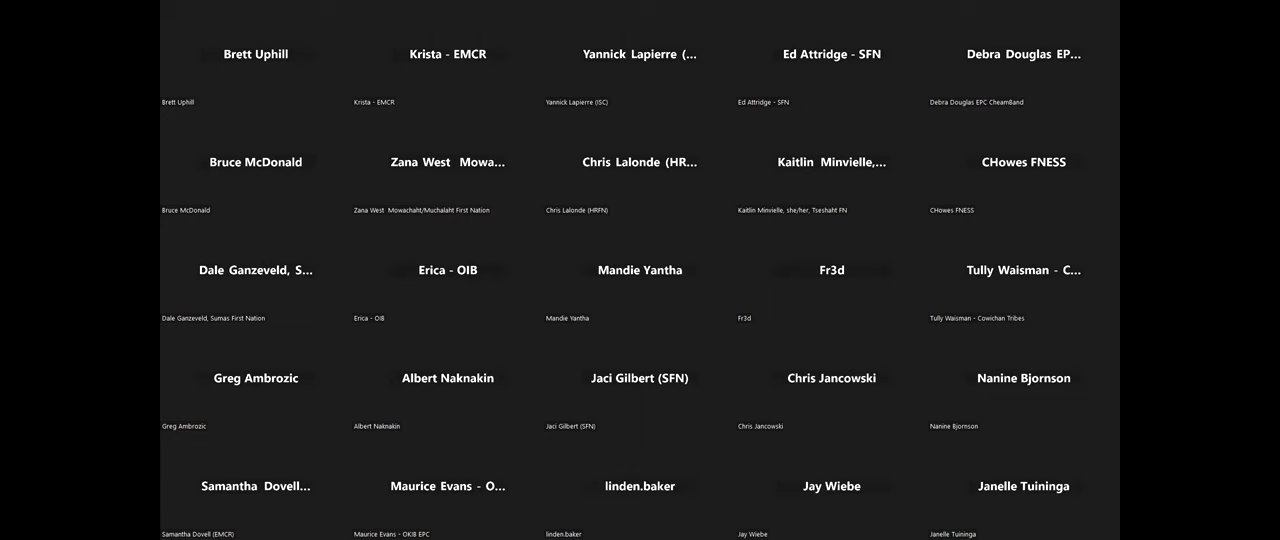 Brett Uphill Krista - EMCR Yannick Lapierre (... Ed Attridge - SFN Debra Douglas EP...
Brett Uphill Krista - EMCR Yannick Lapierre (ISC) Ed Attridge - SFN Debra Douglas EPC CheamBand
Bruce McDonald Zana West Mowa... Chris Lalonde (HR... Kaitlin Minvielle,... CHowes FNESS
Bruce McDonald Zana West Mowachaht/Muchalaht First Nation Chris Lalonde (HRFN) Kaitlin Minvielle, she/her, Tseshaht FN CHowes FNESS
Dale Ganzeveld, S... Erica - OIB Mandie Yantha Fr3d Tully Waisman - C...
Dale Ganzeveld, Sumas First Nation Erica - OIB Mandie Yantha Fr3d Tully Waisman - Cowichan Tribes
Greg Ambrozic Albert Naknakin Jaci Gilbert (SFN) Chris Jancowski Nanine Bjornson
Greg Ambrozic Albert Naknakin Jaci Gilbert (SFN) Chris Jancowski Nanine Bjornson
Samantha Dovell... Maurice Evans - O... linden.baker Jay Wiebe Janelle Tuininga
Samantha Dovell (EMCR) Maurice Evans - OKIB EPC linden.baker Jay Wiebe Janelle Tuininga